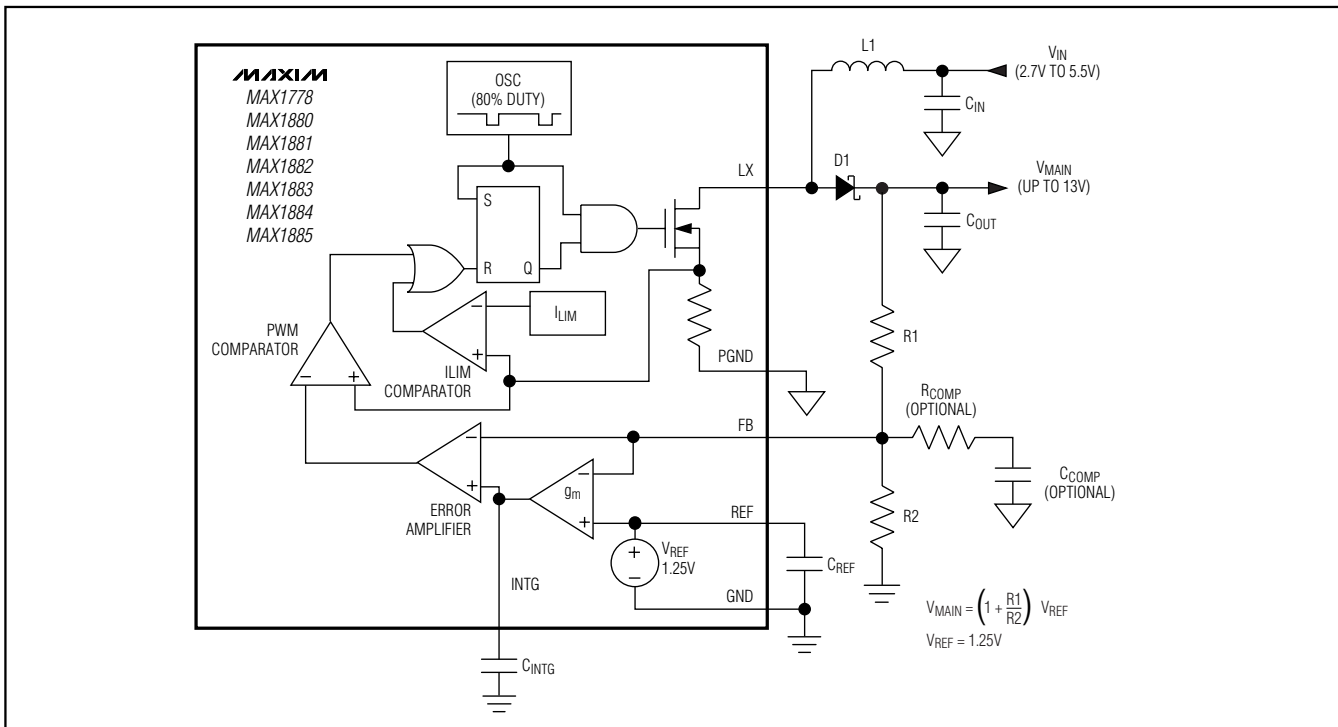 MAXIM
MAX1778
MAX1880
MAX1881
MAX1882
MAX1883
MAX1884
MAX1885
OSC
(80% DUTY)
S
R
Q
PWM
COMPARATOR
ILIM
COMPARATOR
ILIM
−
+
−
+
LX
PGND
FB
ERROR
AMPLIFIER
−
+
gm
−
+
REF
VREF
1.25V
+
−
GND
INTG
CINTG
L1
VIN
(2.7V TO 5.5V)
CIN
D1
VMAIN
(UP TO 13V)
COUT
R1
RCOMP
(OPTIONAL)
CCOMP
(OPTIONAL)
R2
CREF
VMAIN = (1 + R1/R2) VREF
VREF = 1.25V